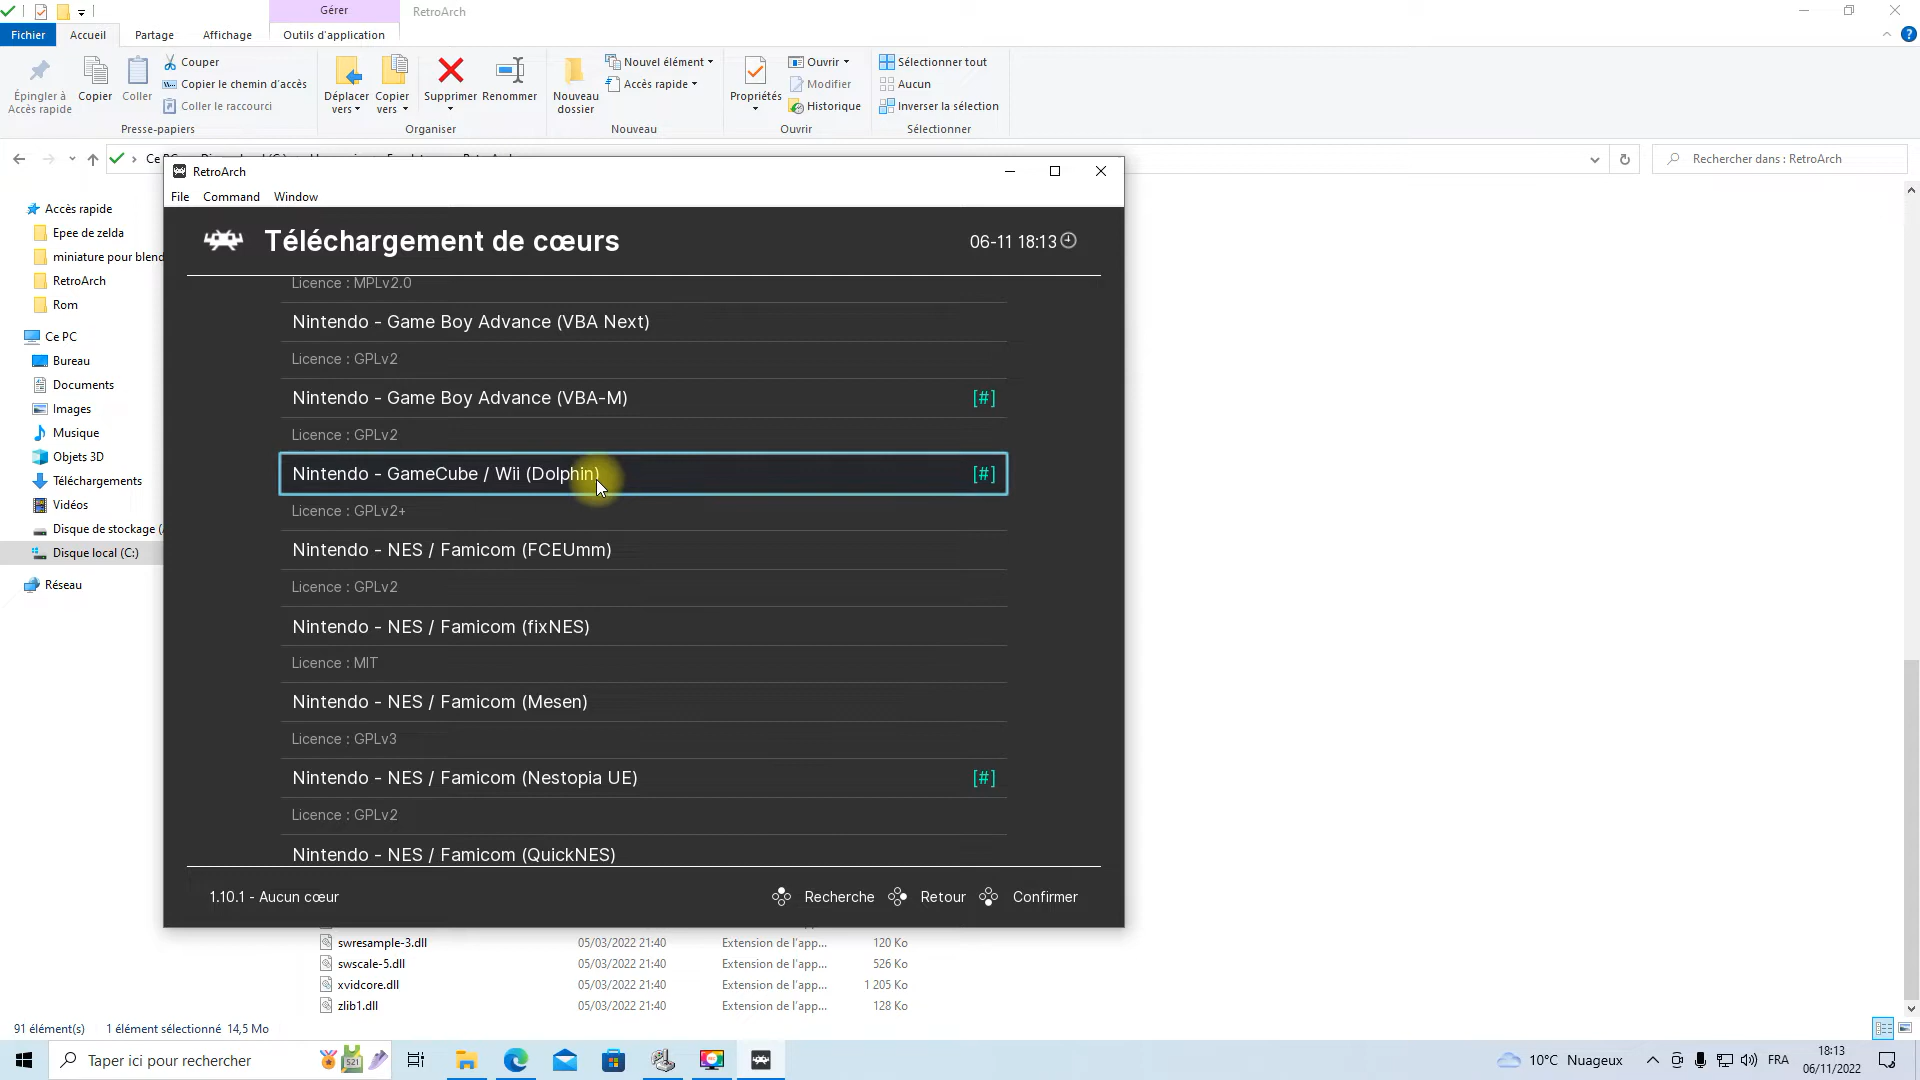 Gérer
RetroArch
Fichier
Accueil
Partage
Affichage
Outils d'application
Épingler à
Accès rapide
Copier
Coller
Couper
Copier le chemin d'accès
Coller le raccourci
Presse-papiers
Déplacer
vers
Copier
vers
Supprimer
Renommer
Organiser
Nouveau
dossier
Nouvel élément
Accès rapide
Nouveau
Propriétés
Ouvrir
Modifier
Historique
Ouvrir
Sélectionner tout
Aucun
Inverser la sélection
Sélectionner
Rechercher dans : RetroArch
Accès rapide
Epee de zelda
miniature pour blend
RetroArch
Rom
Ce PC
Bureau
Documents
Images
Musique
Objets 3D
Téléchargements
Vidéos
Disque de stockage (
Disque local (C:)
Réseau
RetroArch
File
Command
Window
Téléchargement de cœurs
06-11 18:13
Licence : MPLv2.0
Nintendo - Game Boy Advance (VBA Next)
Licence : GPLv2
Nintendo - Game Boy Advance (VBA-M) [#]
Licence : GPLv2
Nintendo - GameCube / Wii (Dolphin) [#]
Licence : GPLv2+
Nintendo - NES / Famicom (FCEUmm)
Licence : GPLv2
Nintendo - NES / Famicom (fixNES)
Licence : MIT
Nintendo - NES / Famicom (Mesen)
Licence : GPLv3
Nintendo - NES / Famicom (Nestopia UE) [#]
Licence : GPLv2
Nintendo - NES / Famicom (QuickNES)
1.10.1 - Aucun cœur
Recherche
Retour
Confirmer
swresample-3.dll 05/03/2022 21:40 Extension de l'app... 120 Ko
swscale-5.dll 05/03/2022 21:40 Extension de l'app... 526 Ko
xvidcore.dll 05/03/2022 21:40 Extension de l'app... 1 205 Ko
zlib1.dll 05/03/2022 21:40 Extension de l'app... 128 Ko
91 élément(s) 1 élément sélectionné 14,5 Mo
Taper ici pour rechercher
10°C Nuageux
FRA
18:13
06/11/2022